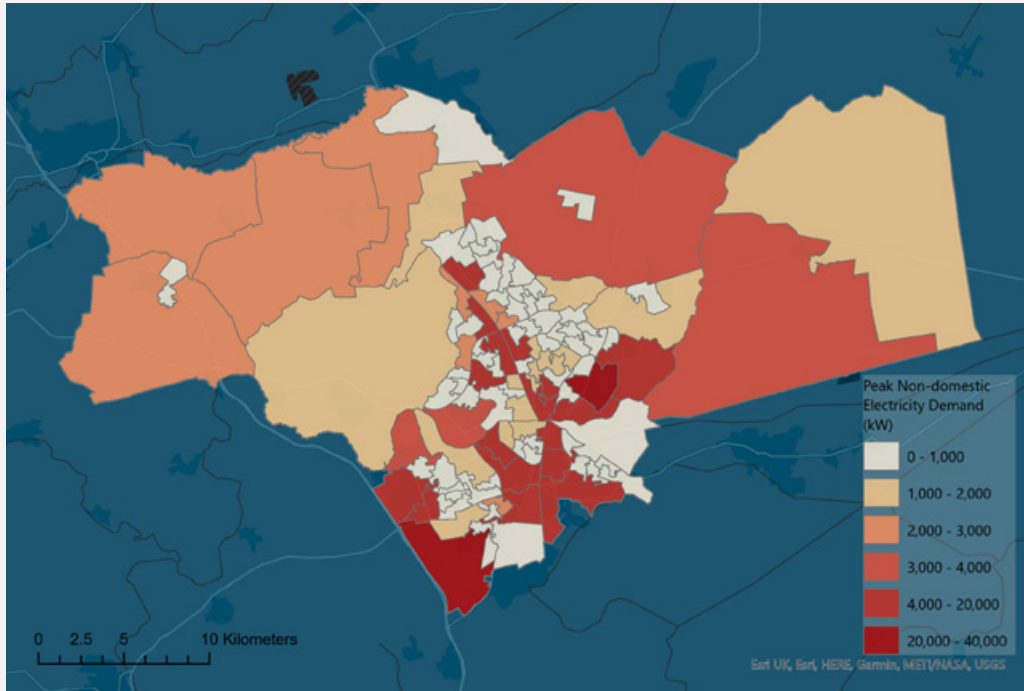 Peak Non-domestic
Electricity Demand
(kW)
0 - 1,000
1,000 - 2,000
2,000 - 3,000
3,000 - 4,000
4,000 - 20,000
20,000 - 40,000
0 2.5 5 10 Kilometers
Esri UK, Esri, HERE, Garmin, METI/NASA, USGS